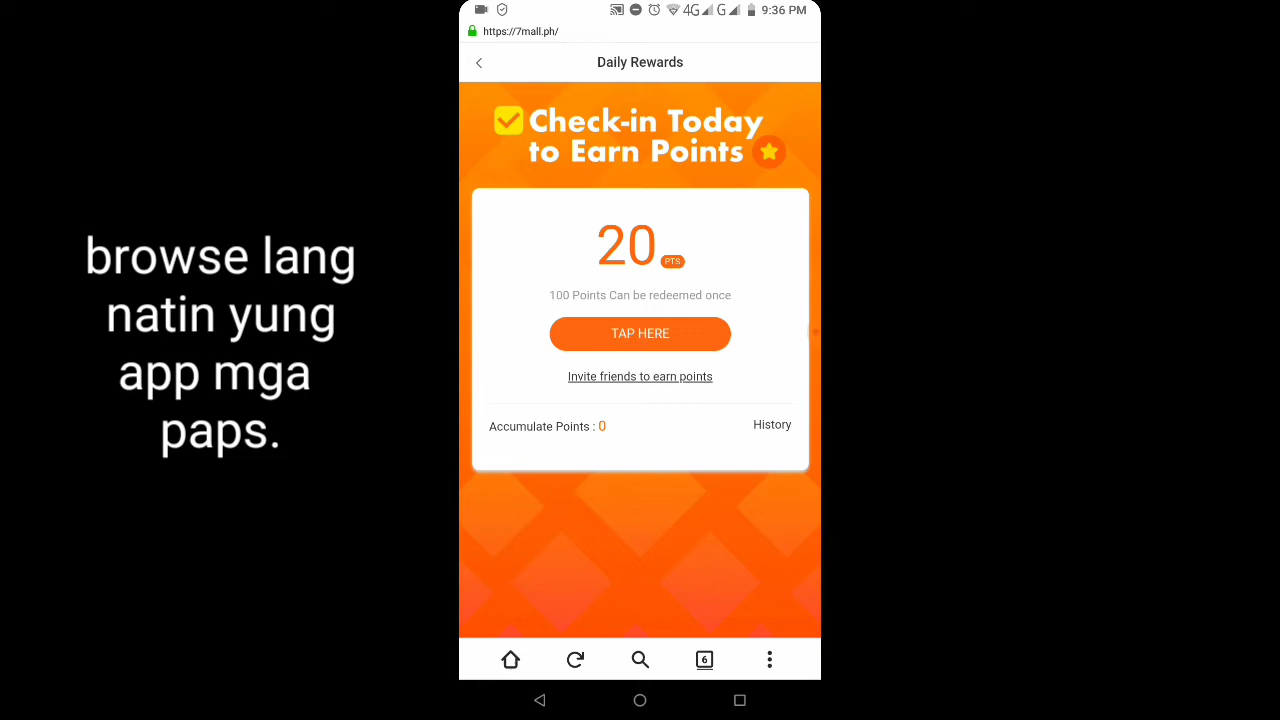 4G G 9:36 PM
https://7mall.ph/
Daily Rewards
Check-in Today
to Earn Points
20 PTS
100 Points Can be redeemed once
TAP HERE
Invite friends to earn points
Accumulate Points : 0 History
6
browse lang
natin yung
app mga
paps.